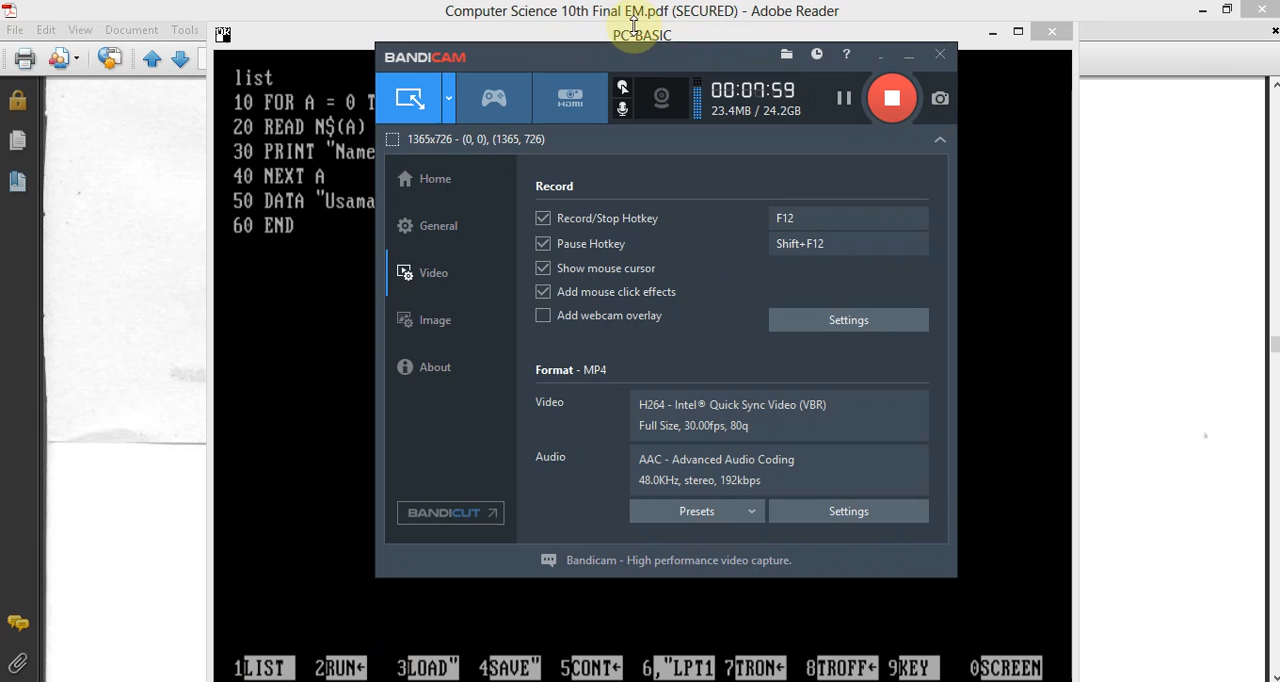 Computer Science 10th Final EM.pdf (SECURED) - Adobe Reader
File Edit View Document Tools
PC-BASIC
BANDICAM
00:07:59
23.4MB / 24.2GB
1365x726 - (0, 0), (1365, 726)
Home
General
Video
Image
About
BANDICUT
Record
Record/Stop Hotkey F12
Pause Hotkey Shift+F12
Show mouse cursor
Add mouse click effects
Add webcam overlay
Settings
Format - MP4
Video
H264 - Intel® Quick Sync Video (VBR)
Full Size, 30.00fps, 80q
Audio
AAC - Advanced Audio Coding
48.0KHz, stereo, 192kbps
Presets Settings
Bandicam - High performance video capture.
list
10 FOR A = 0 T
20 READ N$(A)
30 PRINT "Name
40 NEXT A
50 DATA "Usama
60 END
1LIST 2RUN← 3LOAD" 4SAVE" 5CONT← 6,"LPT1 7TRON← 8TROFF← 9KEY 0SCREEN